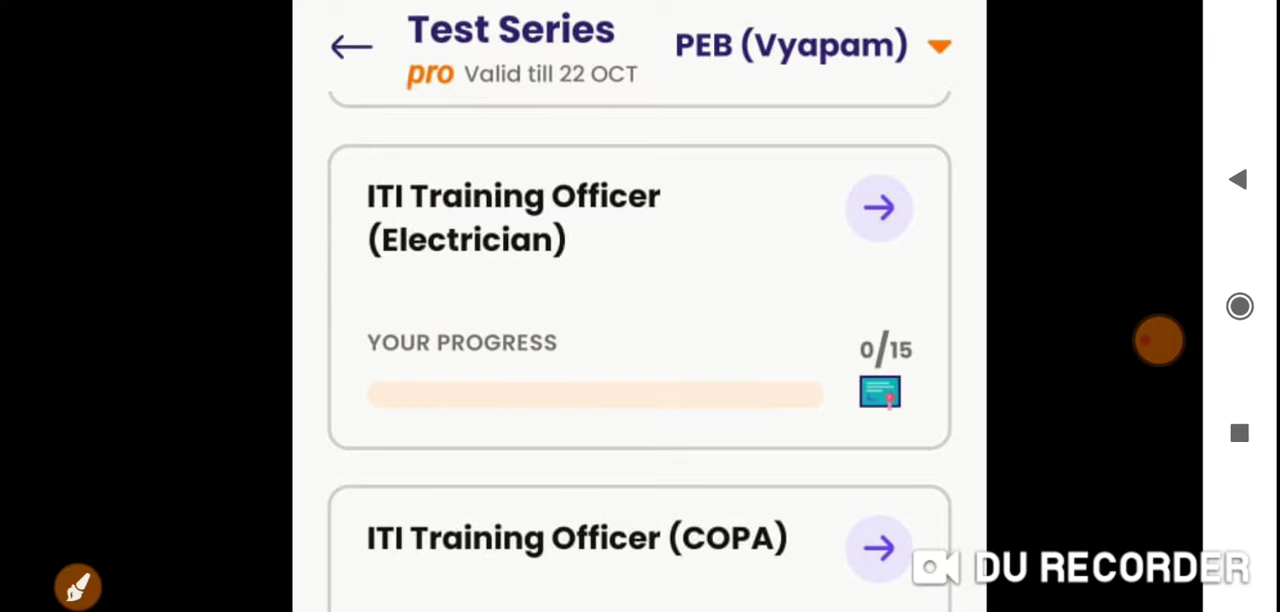 Test Series
PEB (Vyapam)
pro Valid till 22 OCT
ITI Training Officer
(Electrician)
YOUR PROGRESS
0/15
ITI Training Officer (COPA)
DU RECORDER